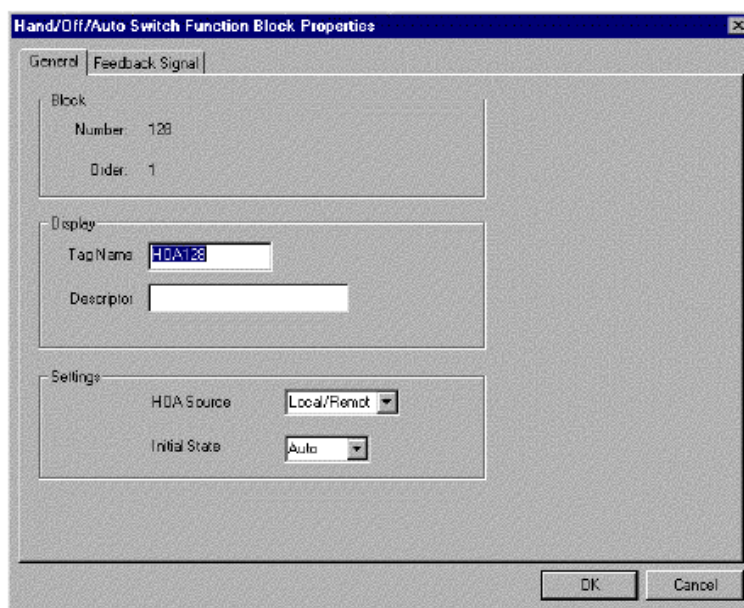 Hand/Off/Auto Switch Function Block Properties
General Feedback Signal
Block
Number: 128
Order: 1
Display
Tag Name HOA128
Descriptor
Settings
HOA Source Local/Remot
Initial State Auto
OK Cancel